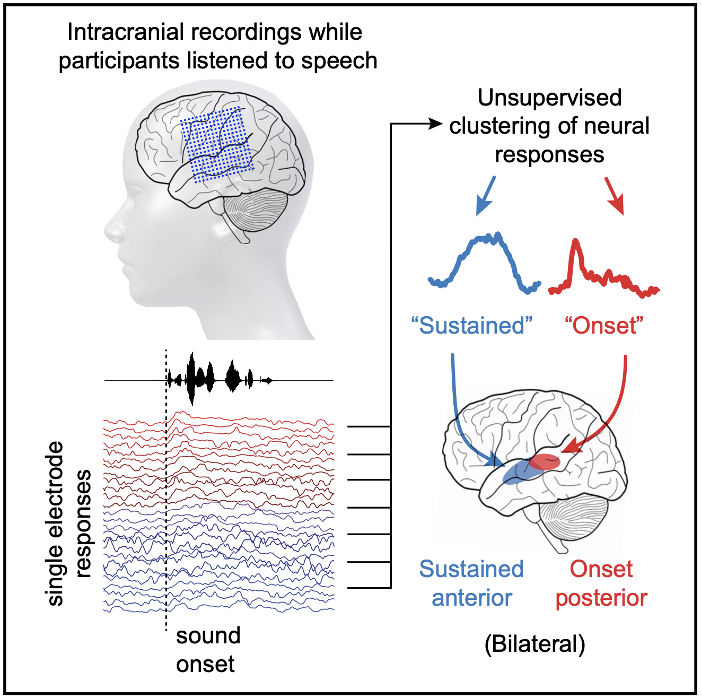 Intracranial recordings while
participants listened to speech
single electrode
responses
sound
onset
Unsupervised
clustering of neural
responses
“Sustained” “Onset”
Sustained
anterior
Onset
posterior
(Bilateral)